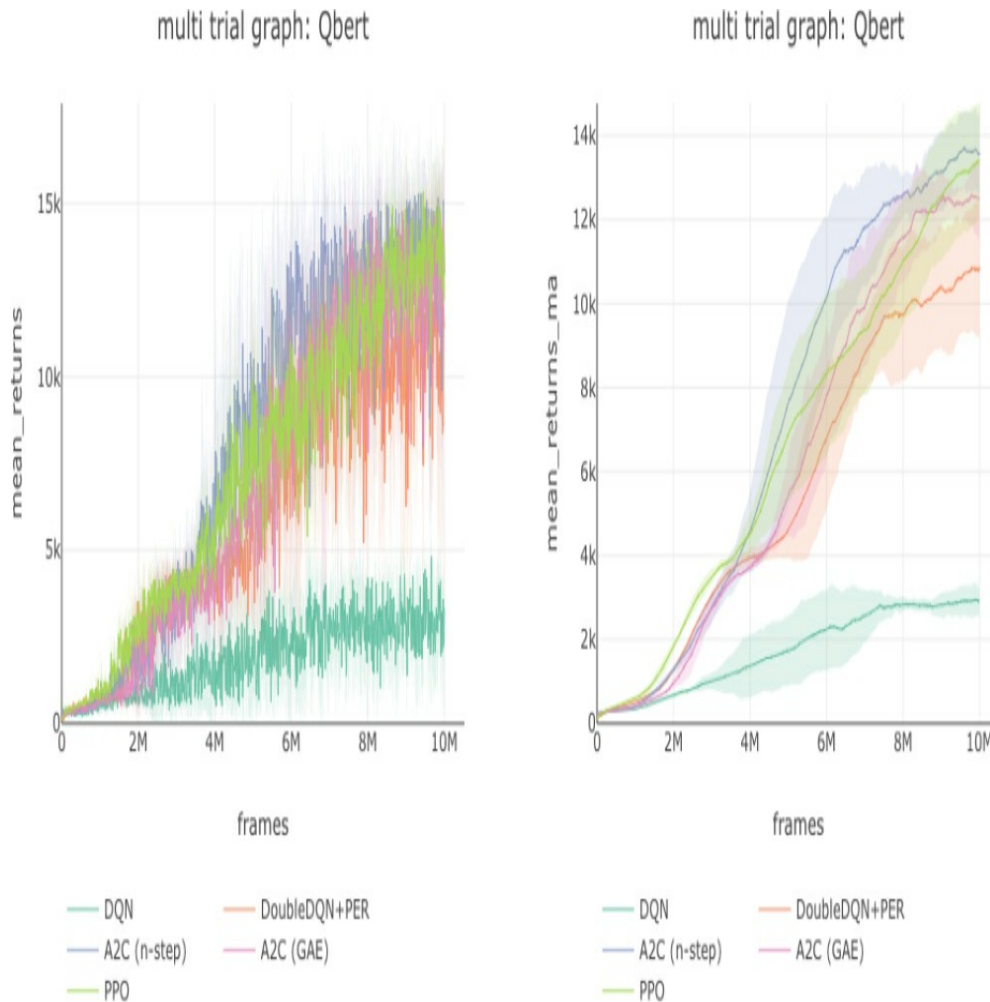 multi trial graph: Qbert
mean_returns
15k
10k
5k
0
0 2M 4M 6M 8M 10M
frames
DQN DoubleDQN+PER
A2C (n-step) A2C (GAE)
PPO
multi trial graph: Qbert
mean_returns_ma
14k
12k
10k
8k
6k
4k
2k
0
0 2M 4M 6M 8M 10M
frames
DQN DoubleDQN+PER
A2C (n-step) A2C (GAE)
PPO